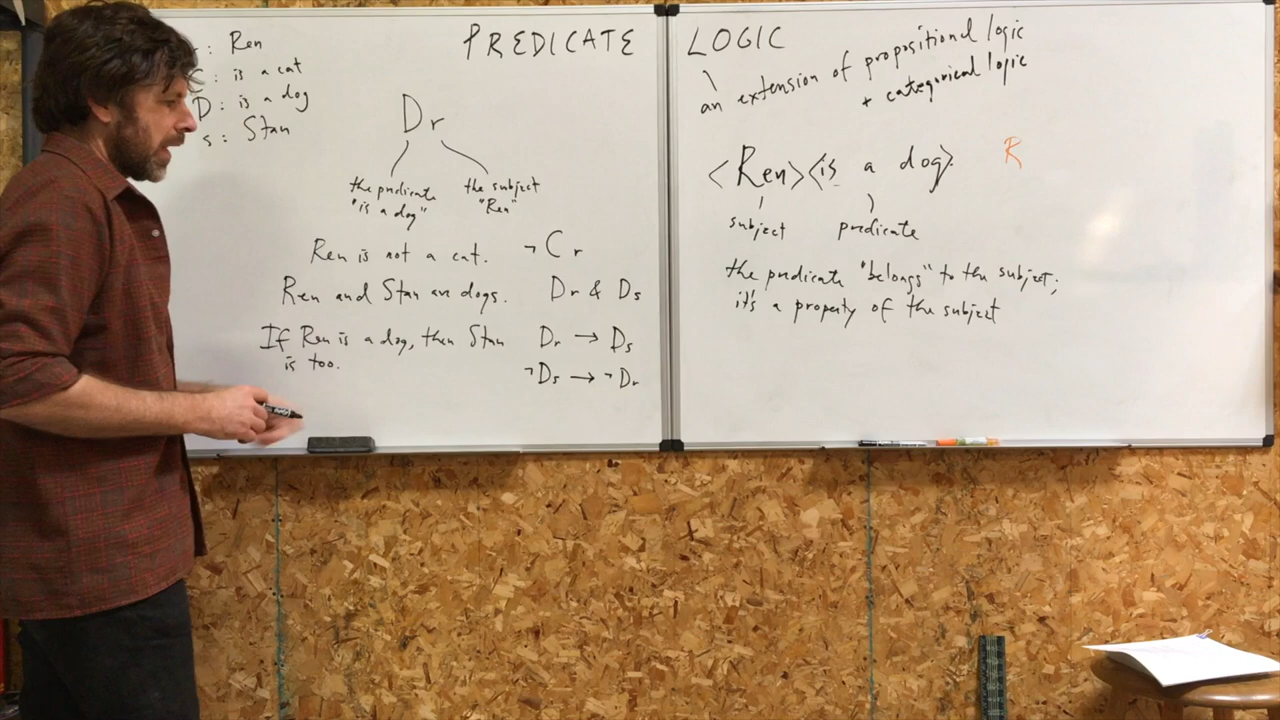 : Ren
C : is a cat
D : is a dog
s : Stan
PREDICATE
Dr
the predicate
"is a dog"
the subject
"Ren"
Ren is not a cat. ¬Cr
Ren and Stan are dogs. Dr & Ds
If Ren is a dog, then Stan Dr → Ds
is too.
¬Ds → ¬Dr
LOGIC
an extension of propositional logic
+ categorical logic
<Ren><is a dog>.
R
subject predicate
the predicate "belongs" to the subject;
it's a property of the subject